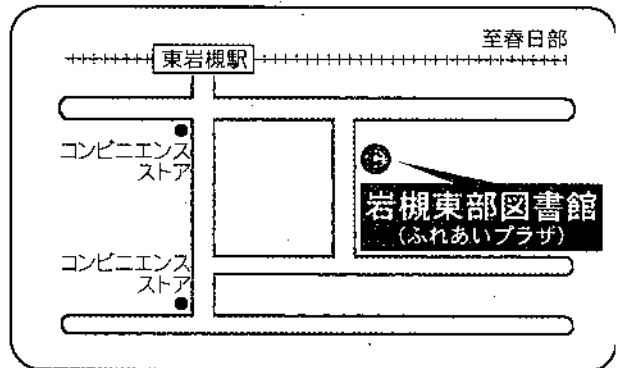 至春日部
東岩槻駅
コンビニエンス
ストア
岩槻東部図書館
(ふれあいプラザ)
コンビニエンス
ストア